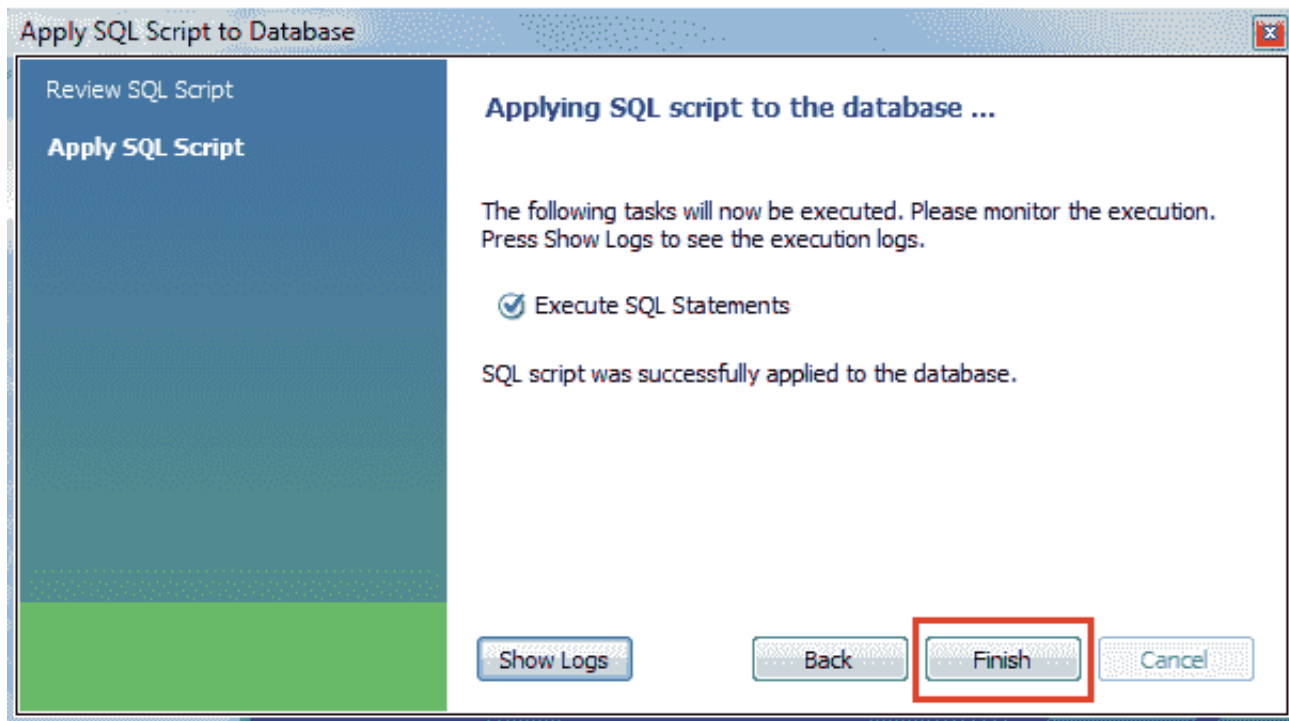 Apply SQL Script to Database
Review SQL Script
Apply SQL Script
Applying SQL script to the database ...
The following tasks will now be executed. Please monitor the execution.
Press Show Logs to see the execution logs.
Execute SQL Statements
SQL script was successfully applied to the database.
Show Logs
Back
Finish
Cancel